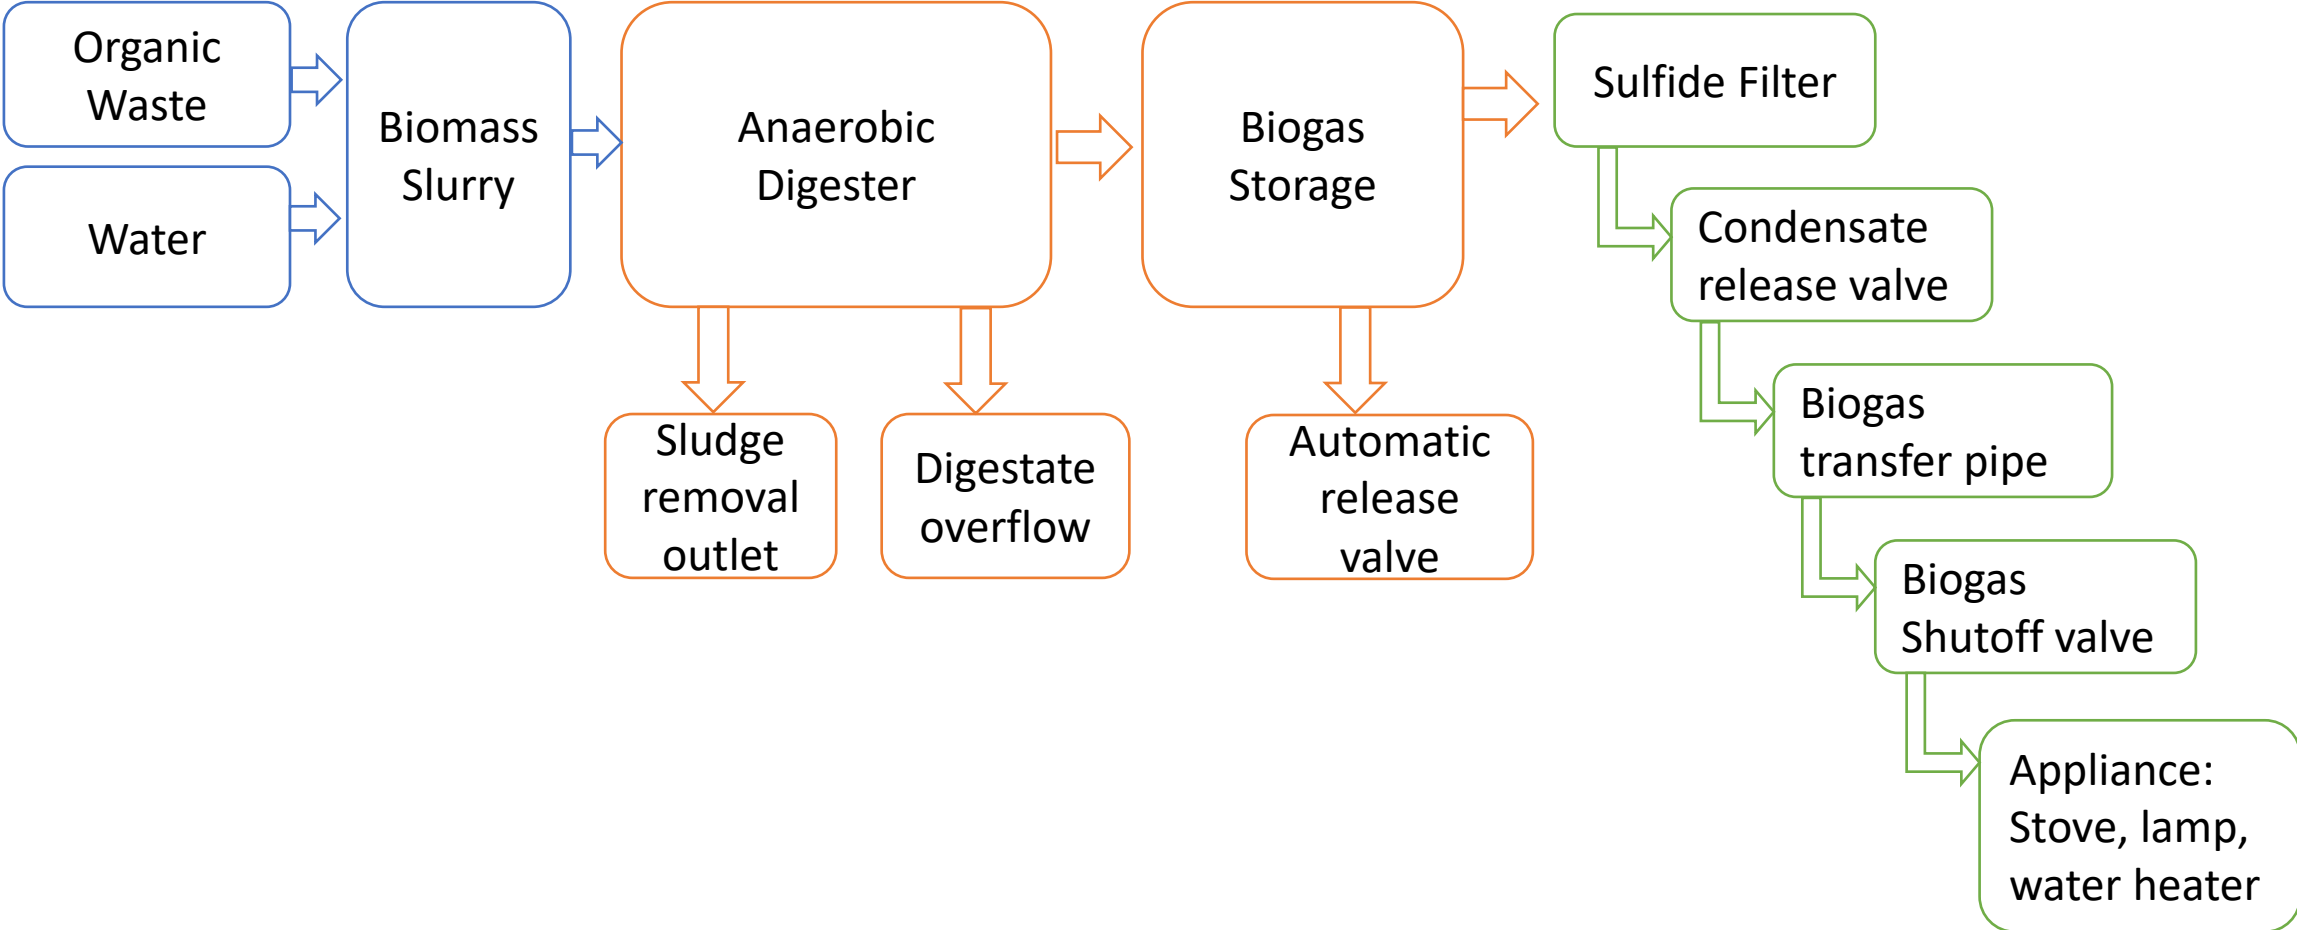 Organic
Waste
Water
Biomass
Slurry
Anaerobic
Digester
Biogas
Storage
Sulfide Filter
Condensate
release valve
Biogas
transfer pipe
Biogas
Shutoff valve
Appliance:
Stove, lamp,
water heater
Sludge
removal
outlet
Digestate
overflow
Automatic
release
valve